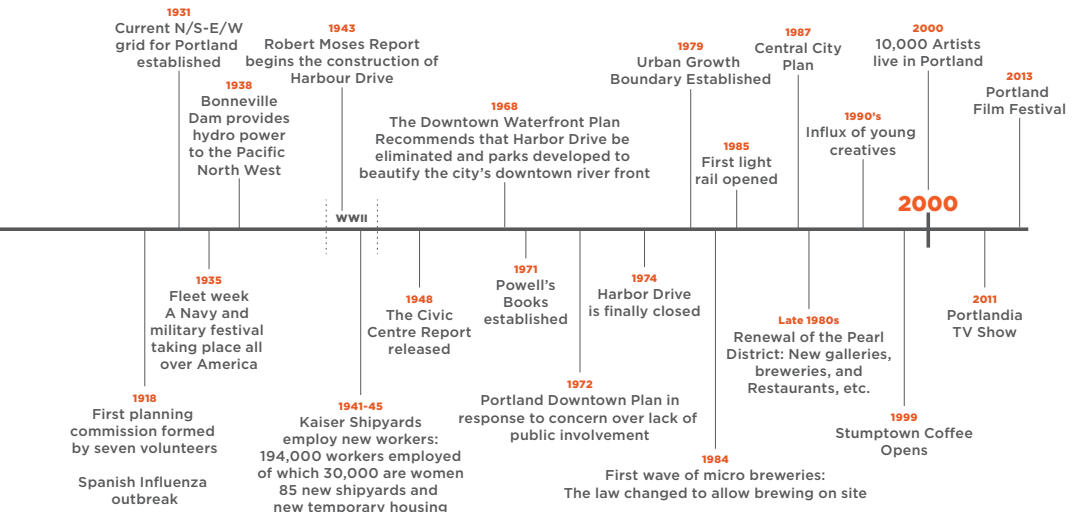 1931
Current N/S-E/W
grid for Portland
established
1938
Bonneville
Dam provides
hydro power
to the Pacific
North West
1943
Robert Moses Report
begins the construction of
Harbour Drive
1968
The Downtown Waterfront Plan
Recommends that Harbor Drive be
eliminated and parks developed to
beautify the city's downtown river front
1979
Urban Growth
Boundary Established
1985
First light
rail opened
1987
Central City
Plan
1990's
Influx of young
creatives
2000
10,000 Artists
live in Portland
2013
Portland
Film Festival
WWII
2000
1918
First planning
commission formed
by seven volunteers
Spanish Influenza
outbreak
1935
Fleet week
A Navy and
military festival
taking place all
over America
1941-45
Kaiser Shipyards
employ new workers:
194,000 workers employed
of which 30,000 are women
85 new shipyards and
new temporary housing
1948
The Civic
Centre Report
released
1971
Powell's
Books
established
1972
Portland Downtown Plan in
response to concern over lack of
public involvement
1974
Harbor Drive
is finally closed
1984
First wave of micro breweries:
The law changed to allow brewing on site
Late 1980s
Renewal of the Pearl
District: New galleries,
breweries, and
Restaurants, etc.
1999
Stumptown Coffee
Opens
2011
Portlandia
TV Show